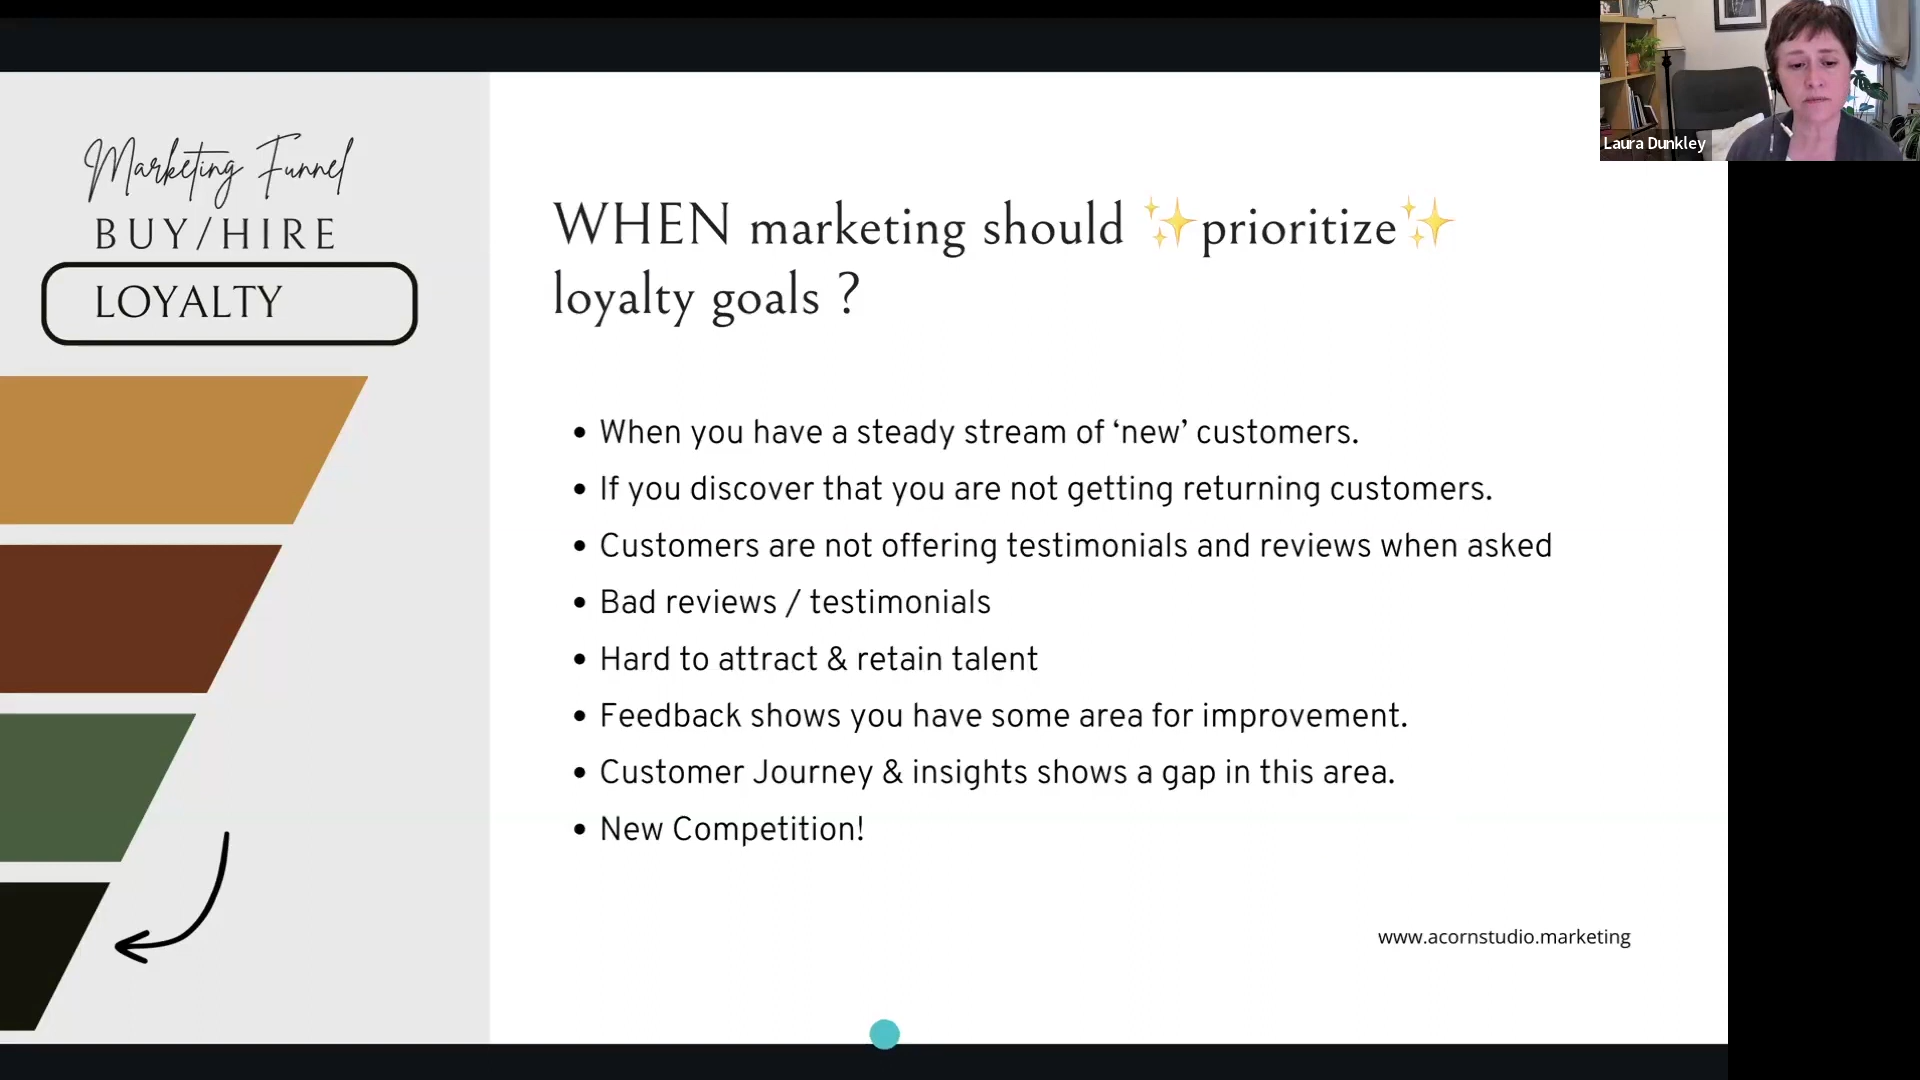 Marketing Funnel
BUY/HIRE
LOYALTY
WHEN marketing should ✨prioritize✨
loyalty goals ?
• When you have a steady stream of ‘new’ customers.
• If you discover that you are not getting returning customers.
• Customers are not offering testimonials and reviews when asked
• Bad reviews / testimonials
• Hard to attract & retain talent
• Feedback shows you have some area for improvement.
• Customer Journey & insights shows a gap in this area.
• New Competition!
www.acornstudio.marketing
Laura Dunkley